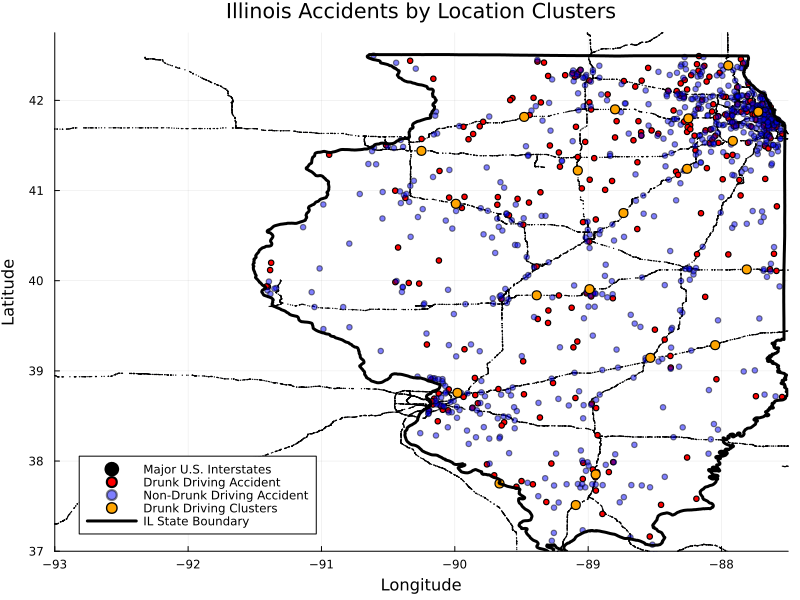 Illinois Accidents by Location Clusters
Latitude
42
41
40
39
38
37
Major U.S. Interstates
Drunk Driving Accident
Non-Drunk Driving Accident
Drunk Driving Clusters
IL State Boundary
−93
−92
−91
−90
−89
−88
Longitude